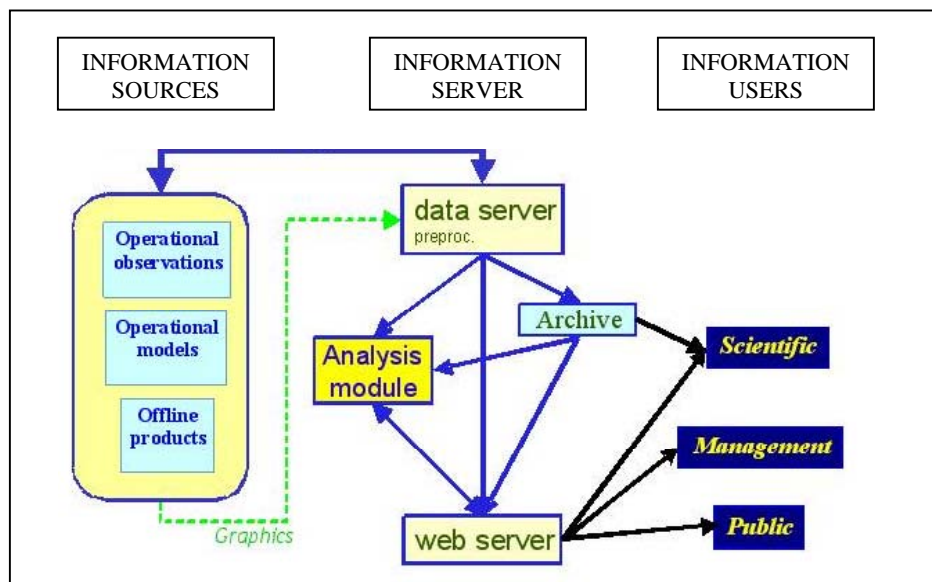 INFORMATION
SOURCES
INFORMATION
SERVER
INFORMATION
USERS
data server
preproc.
Operational
observations
Operational
models
Offline
products
Archive
Analysis
module
Scientific
Management
Public
Graphics
web server